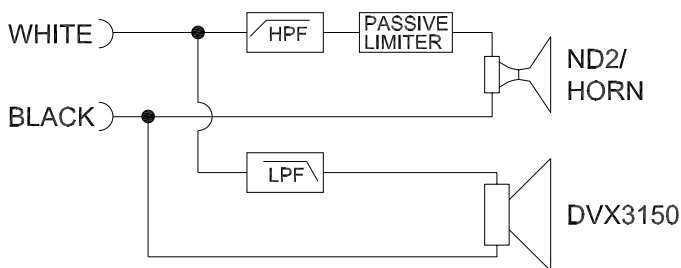 WHITE
HPF
PASSIVE
LIMITER
ND2/
HORN
BLACK
LPF
DVX3150